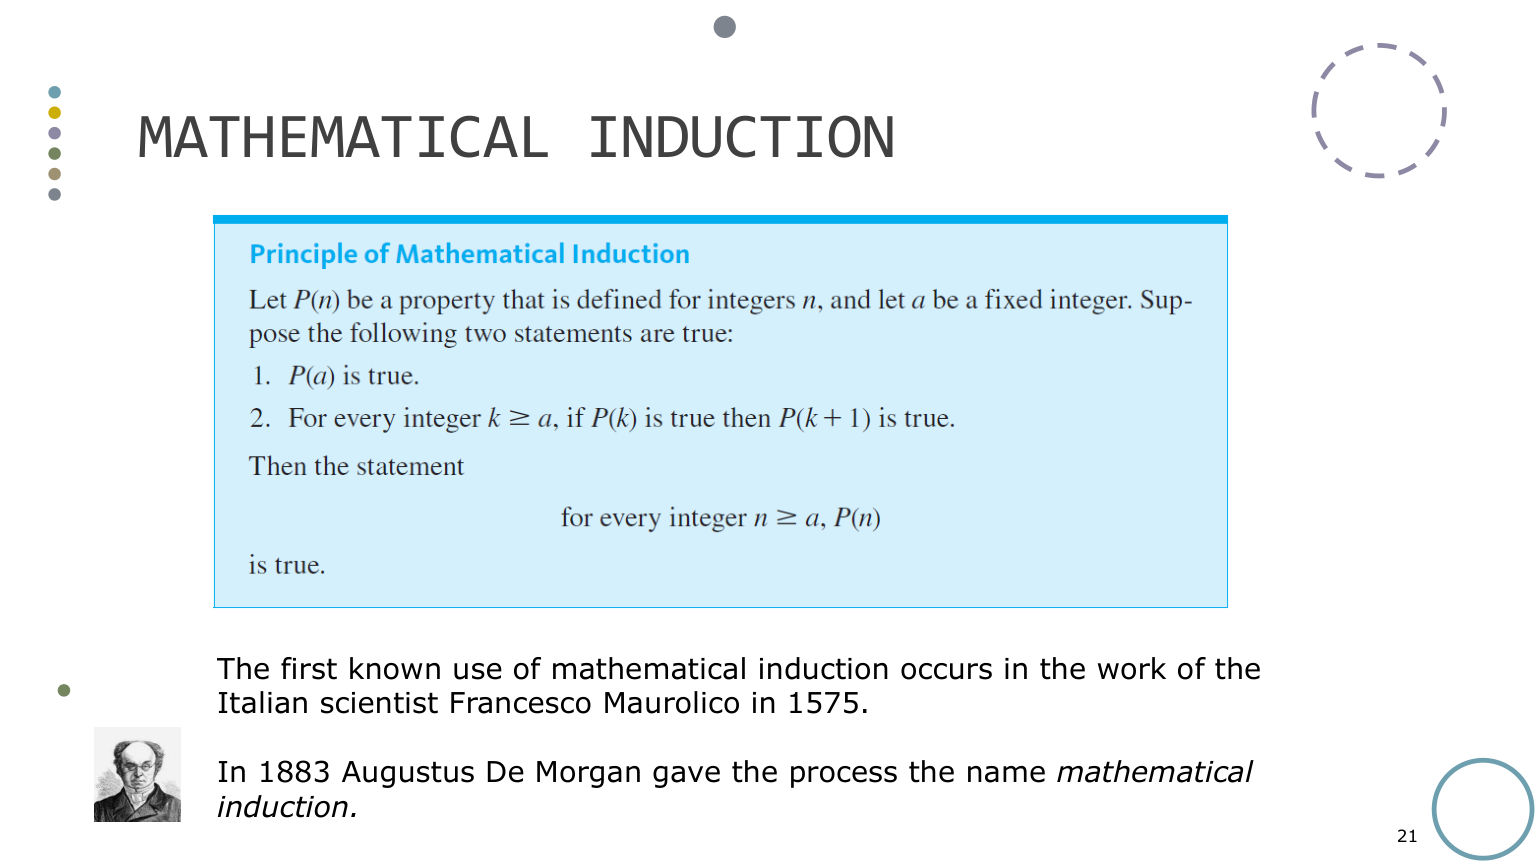 MATHEMATICAL INDUCTION
Principle of Mathematical Induction
Let P(n) be a property that is defined for integers n, and let a be a fixed integer. Sup-
pose the following two statements are true:
1. P(a) is true.
2. For every integer k ≥ a, if P(k) is true then P(k + 1) is true.
Then the statement
for every integer n ≥ a, P(n)
is true.
The first known use of mathematical induction occurs in the work of the
Italian scientist Francesco Maurolico in 1575.
In 1883 Augustus De Morgan gave the process the name mathematical
induction.
21